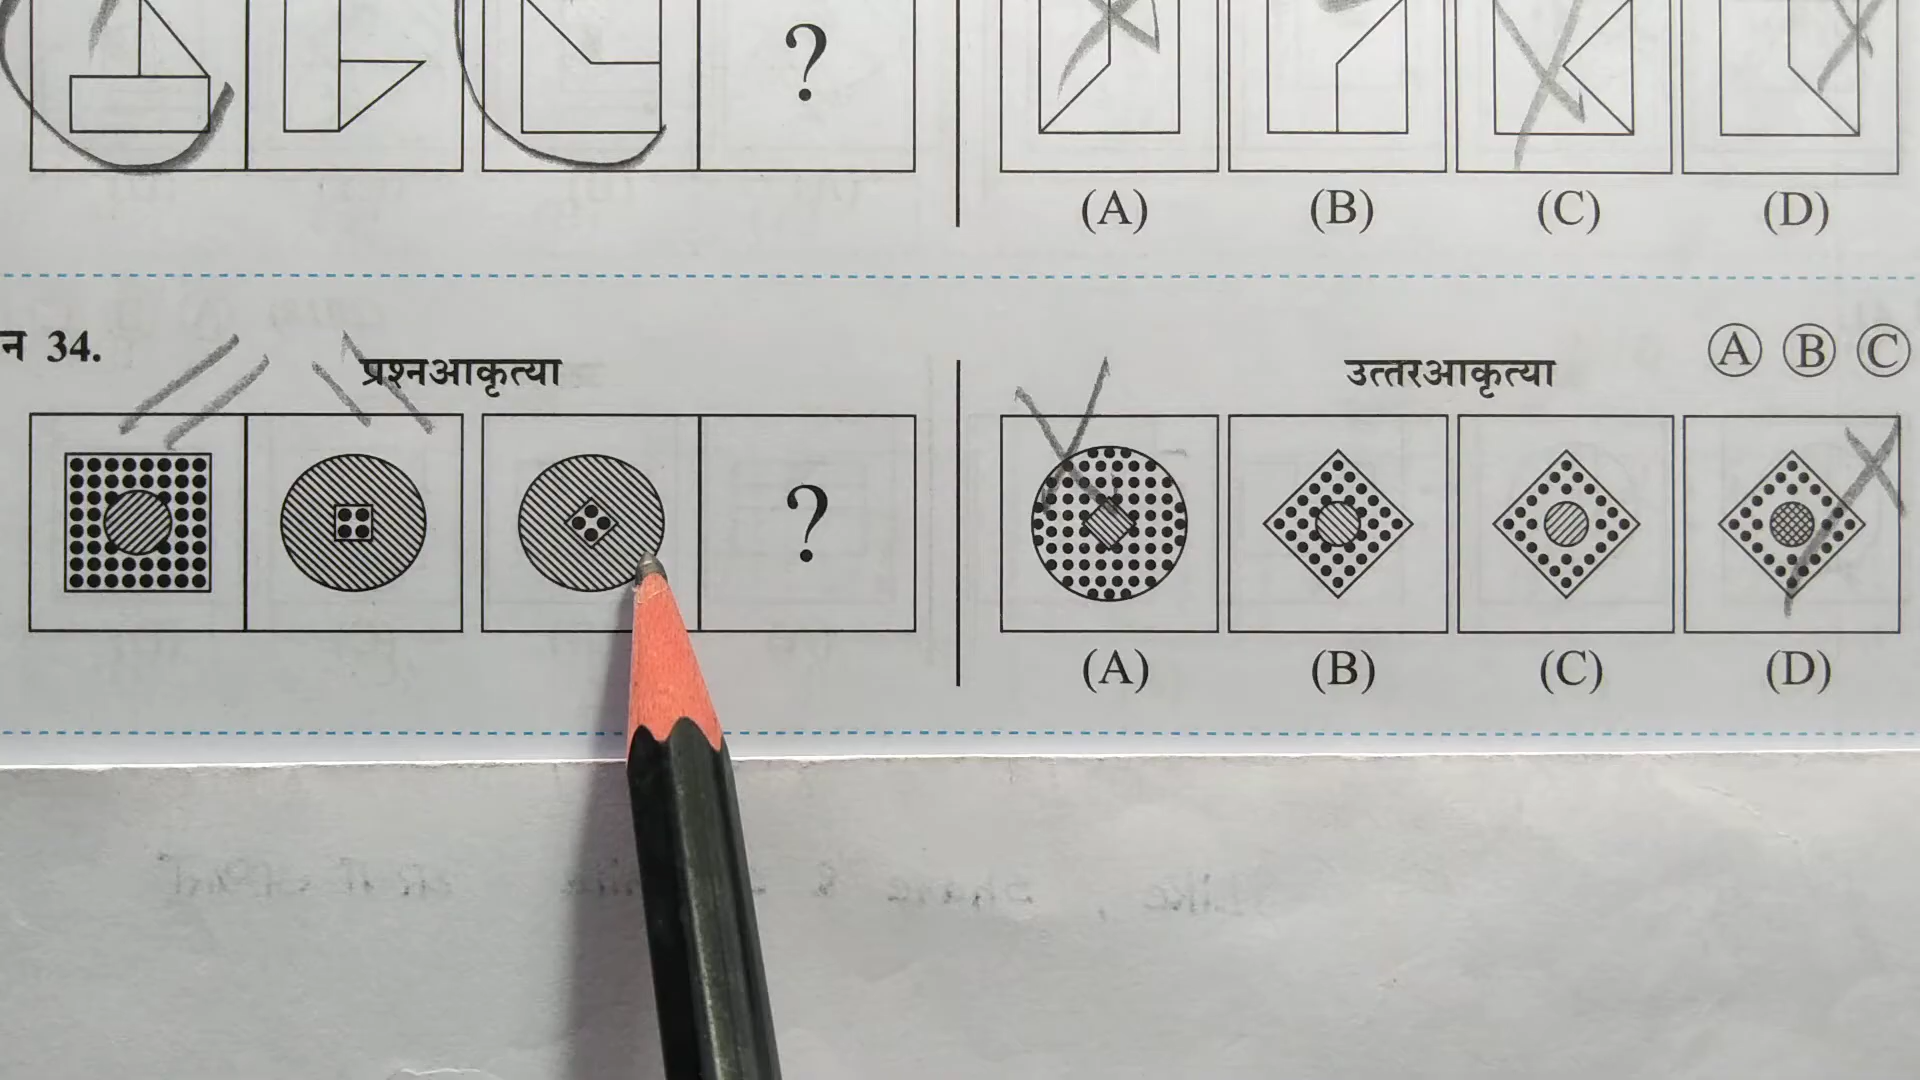 ?
(A) (B) (C) (D)
न 34.
प्रश्नआकृत्या
उत्तरआकृत्या
A B C
?
(A) (B) (C) (D)